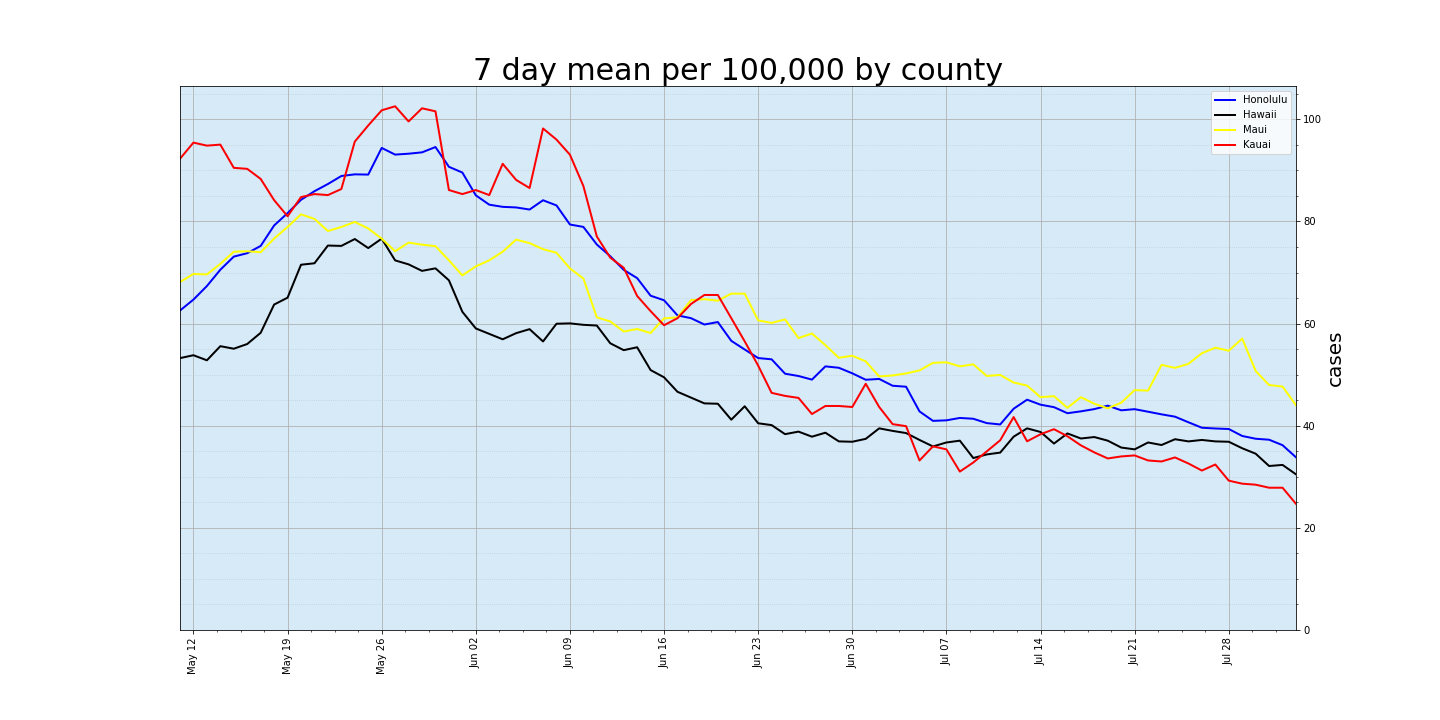 7 day mean per 100,000 by county
Honolulu
Hawaii
Maui
Kauai
100
80
60
40
20
0
cases
May 12
May 19
May 26
Jun 02
Jun 09
Jun 16
Jun 23
Jun 30
Jul 07
Jul 14
Jul 21
Jul 28